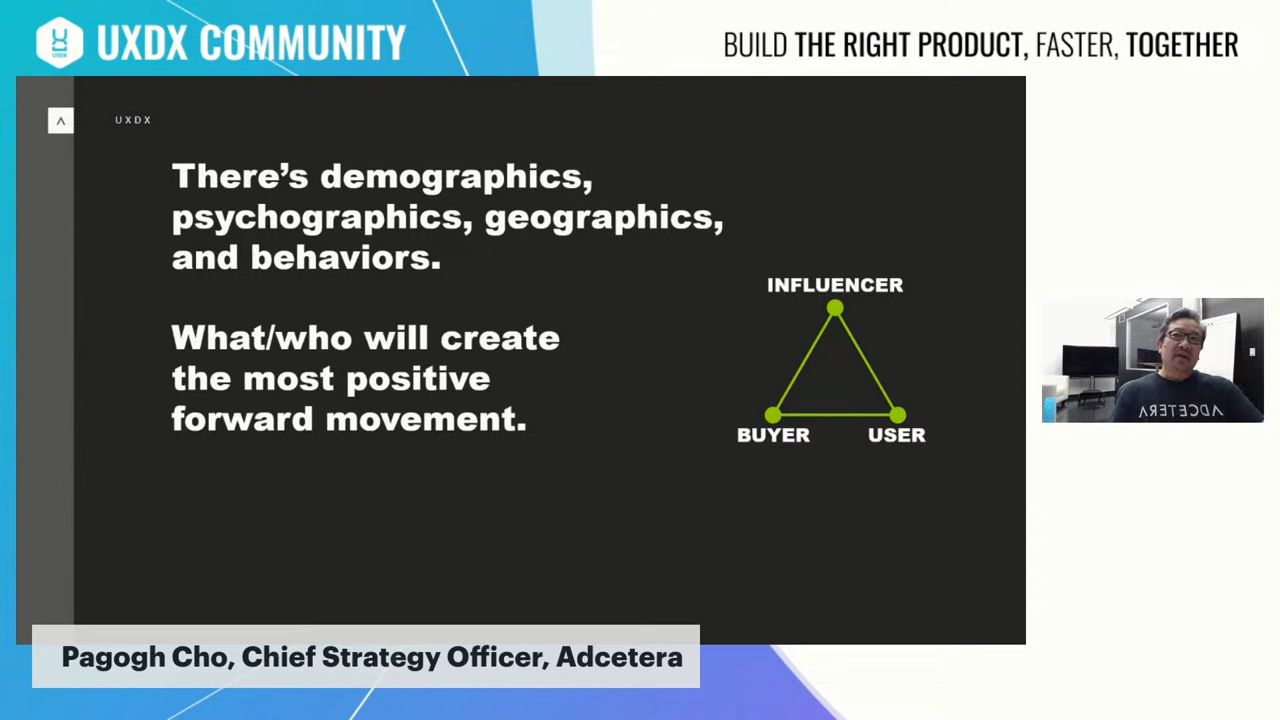 UXDX
UXDX COMMUNITY
BUILD THE RIGHT PRODUCT, FASTER, TOGETHER
UXDX
There’s demographics,
psychographics, geographics,
and behaviors.
What/who will create
the most positive
forward movement.
INFLUENCER
BUYER
USER
ADCETERA
Pagogh Cho, Chief Strategy Officer, Adcetera